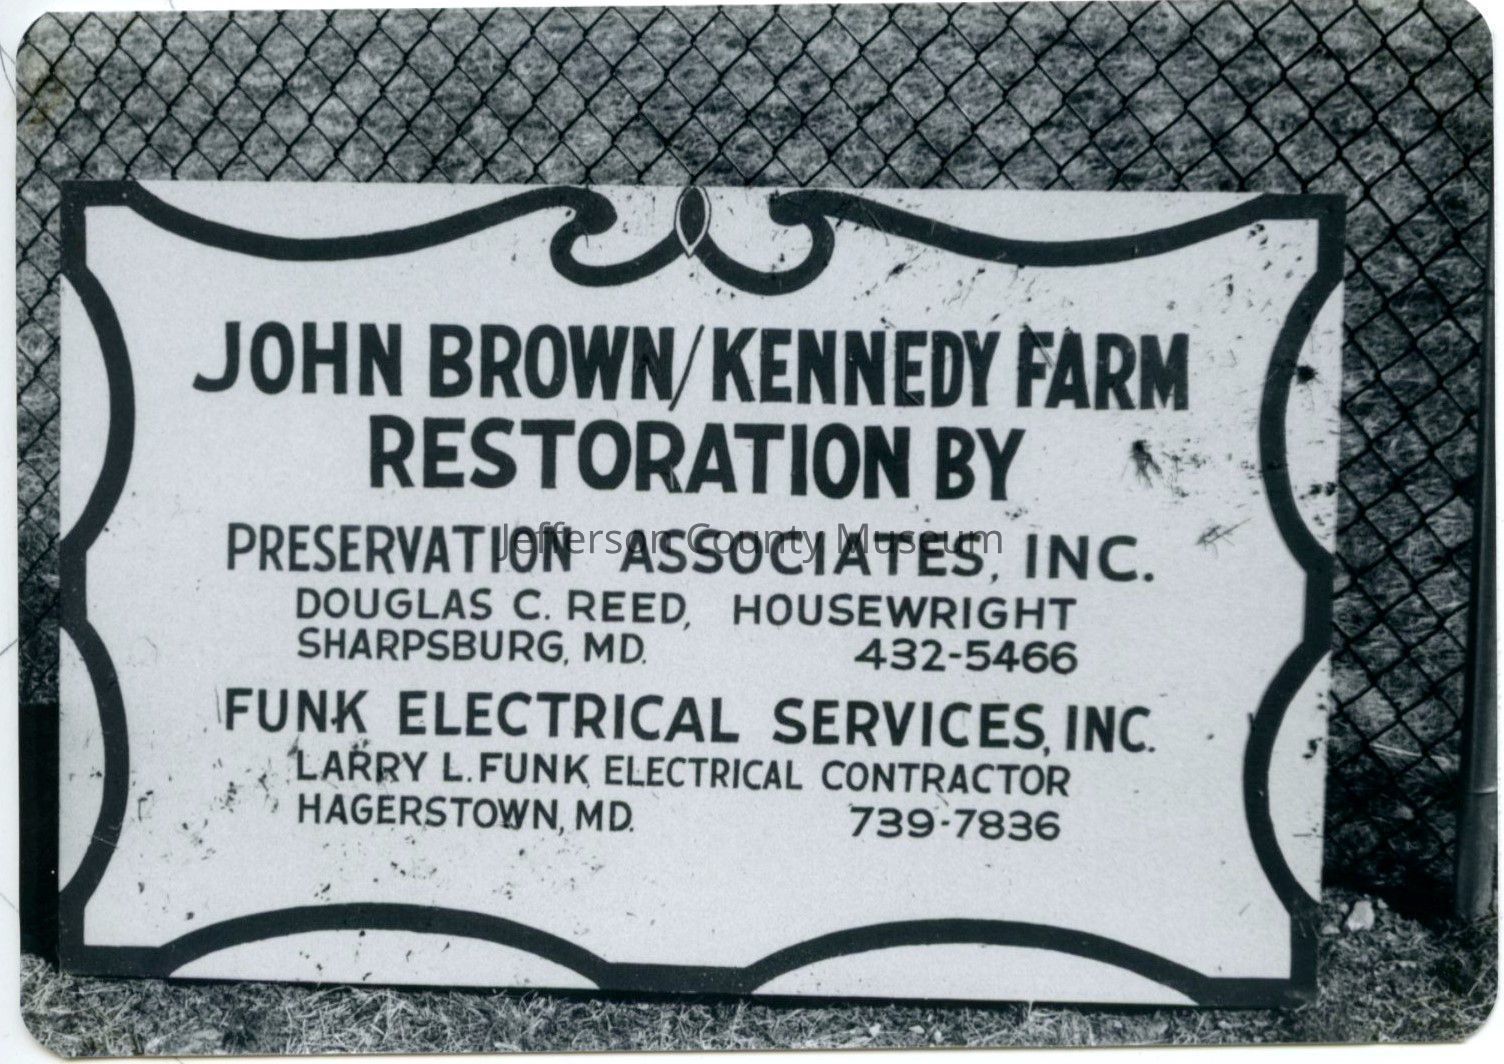 JOHN BROWN/KENNEDY FARM
RESTORATION BY
PRESERVATION ASSOCIATES, INC.
Jefferson County Museum
DOUGLAS C. REED, HOUSEWRIGHT
SHARPSBURG, MD. 432-5466
FUNK ELECTRICAL SERVICES, INC.
LARRY L. FUNK, ELECTRICAL CONTRACTOR
HAGERSTOWN, MD. 739-7836